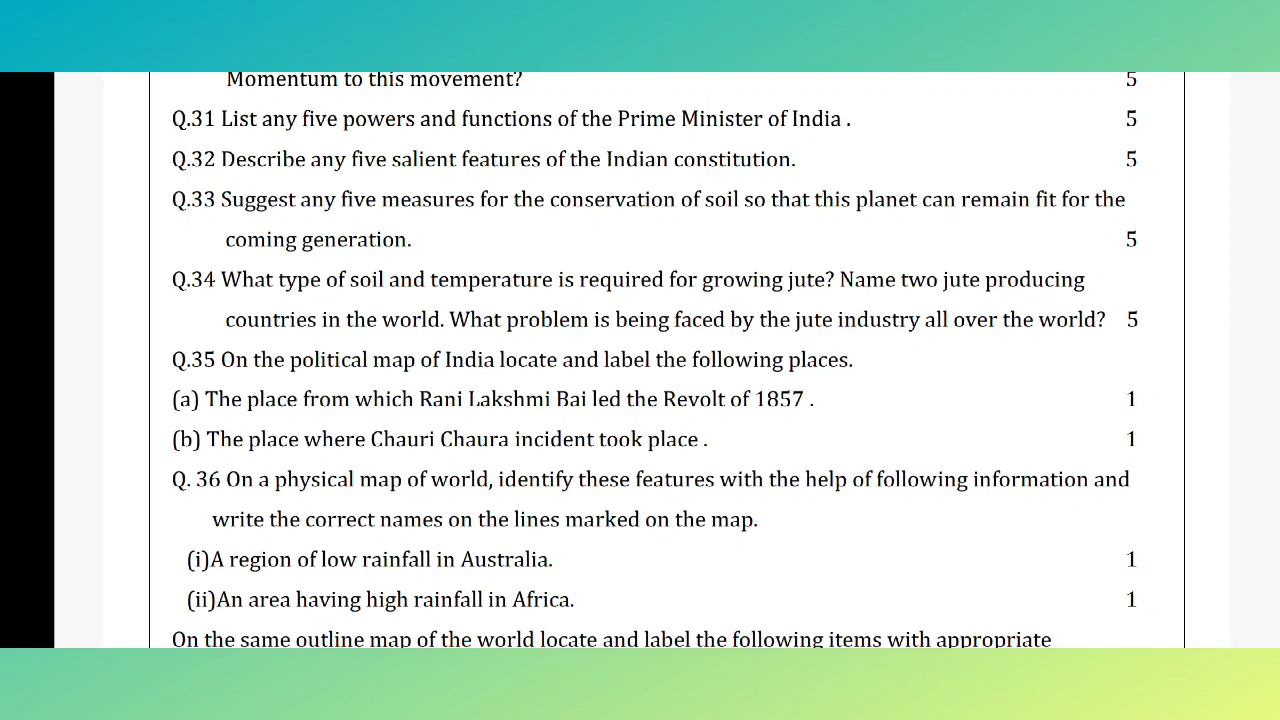 Momentum to this movement? 5
Q.31 List any five powers and functions of the Prime Minister of India . 5
Q.32 Describe any five salient features of the Indian constitution. 5
Q.33 Suggest any five measures for the conservation of soil so that this planet can remain fit for the
coming generation. 5
Q.34 What type of soil and temperature is required for growing jute? Name two jute producing
countries in the world. What problem is being faced by the jute industry all over the world? 5
Q.35 On the political map of India locate and label the following places.
(a) The place from which Rani Lakshmi Bai led the Revolt of 1857 . 1
(b) The place where Chauri Chaura incident took place . 1
Q. 36 On a physical map of world, identify these features with the help of following information and
write the correct names on the lines marked on the map.
(i)A region of low rainfall in Australia. 1
(ii)An area having high rainfall in Africa. 1
On the same outline map of the world locate and label the following items with appropriate